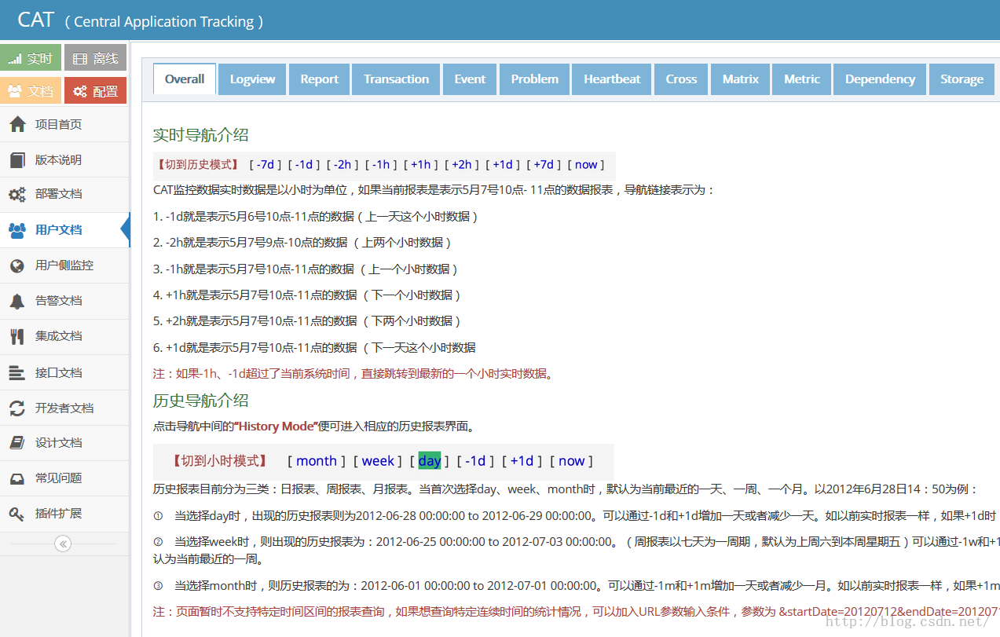 CAT ( Central Application Tracking )
实时 离线
文档 配置
项目首页
版本说明
部署文档
用户文档
用户侧监控
告警文档
集成文档
接口文档
开发者文档
设计文档
常见问题
插件扩展
Overall Logview Report Transaction Event Problem Heartbeat Cross Matrix Metric Dependency Storage
实时导航介绍
【切到历史模式】 [ -7d ] [ -1d ] [ -2h ] [ -1h ] [ +1h ] [ +2h ] [ +1d ] [ +7d ] [ now ]
CAT监控数据实时数据是以小时为单位，如果当前报表是表示5月7号10点- 11点的数据报表，导航链接表示为：
1. -1d就是表示5月6号10点-11点的数据（上一天这个小时数据）
2. -2h就是表示5月7号9点-10点的数据 （上两个小时数据）
3. -1h就是表示5月7号10点-11点的数据 （上一个小时数据）
4. +1h就是表示5月7号10点-11点的数据 （下一个小时数据）
5. +2h就是表示5月7号10点-11点的数据 （下两个小时数据）
6. +1d就是表示5月7号10点-11点的数据 （下一天这个小时数据
注：如果-1h、-1d超过了当前系统时间，直接跳转到最新的一个小时实时数据。
历史导航介绍
点击导航中间的“History Mode”便可进入相应的历史报表界面。
【切到小时模式】 [ month ] [ week ] [ day ] [ -1d ] [ +1d ] [ now ]
历史报表目前分为三类：日报表、周报表、月报表。当首次选择day、week、month时，默认为当前最近的一天、一周、一个月。以2012年6月28日14：50为例：
① 当选择day时，出现的历史报表则为2012-06-28 00:00:00 to 2012-06-29 00:00:00。可以通过-1d和+1d增加一天或者减少一天。如以前实时报表一样，如果+1d时
② 当选择week时，则出现的历史报表为：2012-06-25 00:00:00 to 2012-07-03 00:00:00。（周报表以七天为一周期，默认为上周六到本周星期五）可以通过-1w和+1
认为当前最近的一周。
③ 当选择month时，则历史报表的为：2012-06-01 00:00:00 to 2012-07-01 00:00:00。可以通过-1m和+1m增加一天或者减少一月。如以前实时报表一样，如果+1m
注：页面暂时不支持特定时间区间的报表查询，如果想查询特定连续时间的统计情况，可以加入URL参数输入条件，参数为 &startDate=20120712&endDate=2012071
http://blog.csdn.net/